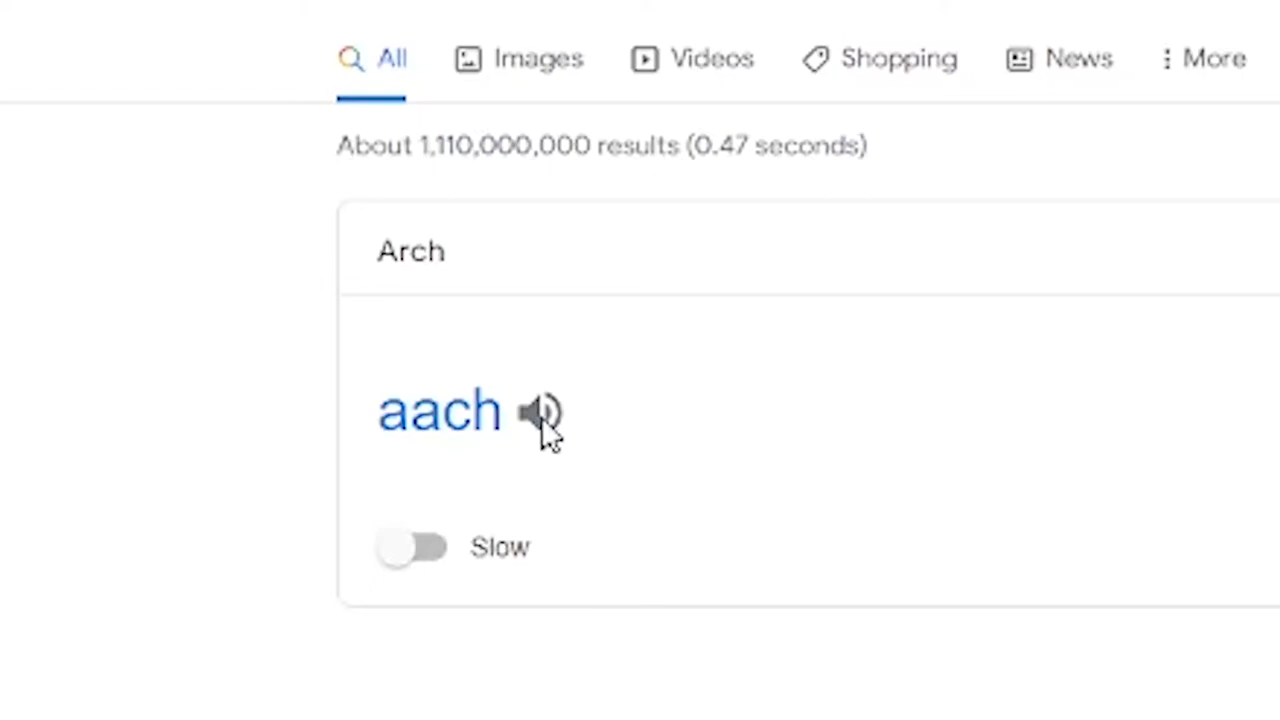 All Images Videos Shopping News More
About 1,110,000,000 results (0.47 seconds)
Arch
aach
Slow